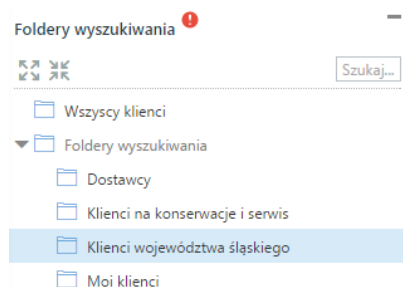 Foldery wyszukiwania
Szukaj...
Wszyscy klienci
Foldery wyszukiwania
Dostawcy
Klienci na konserwacje i serwis
Klienci województwa śląskiego
Moi klienci